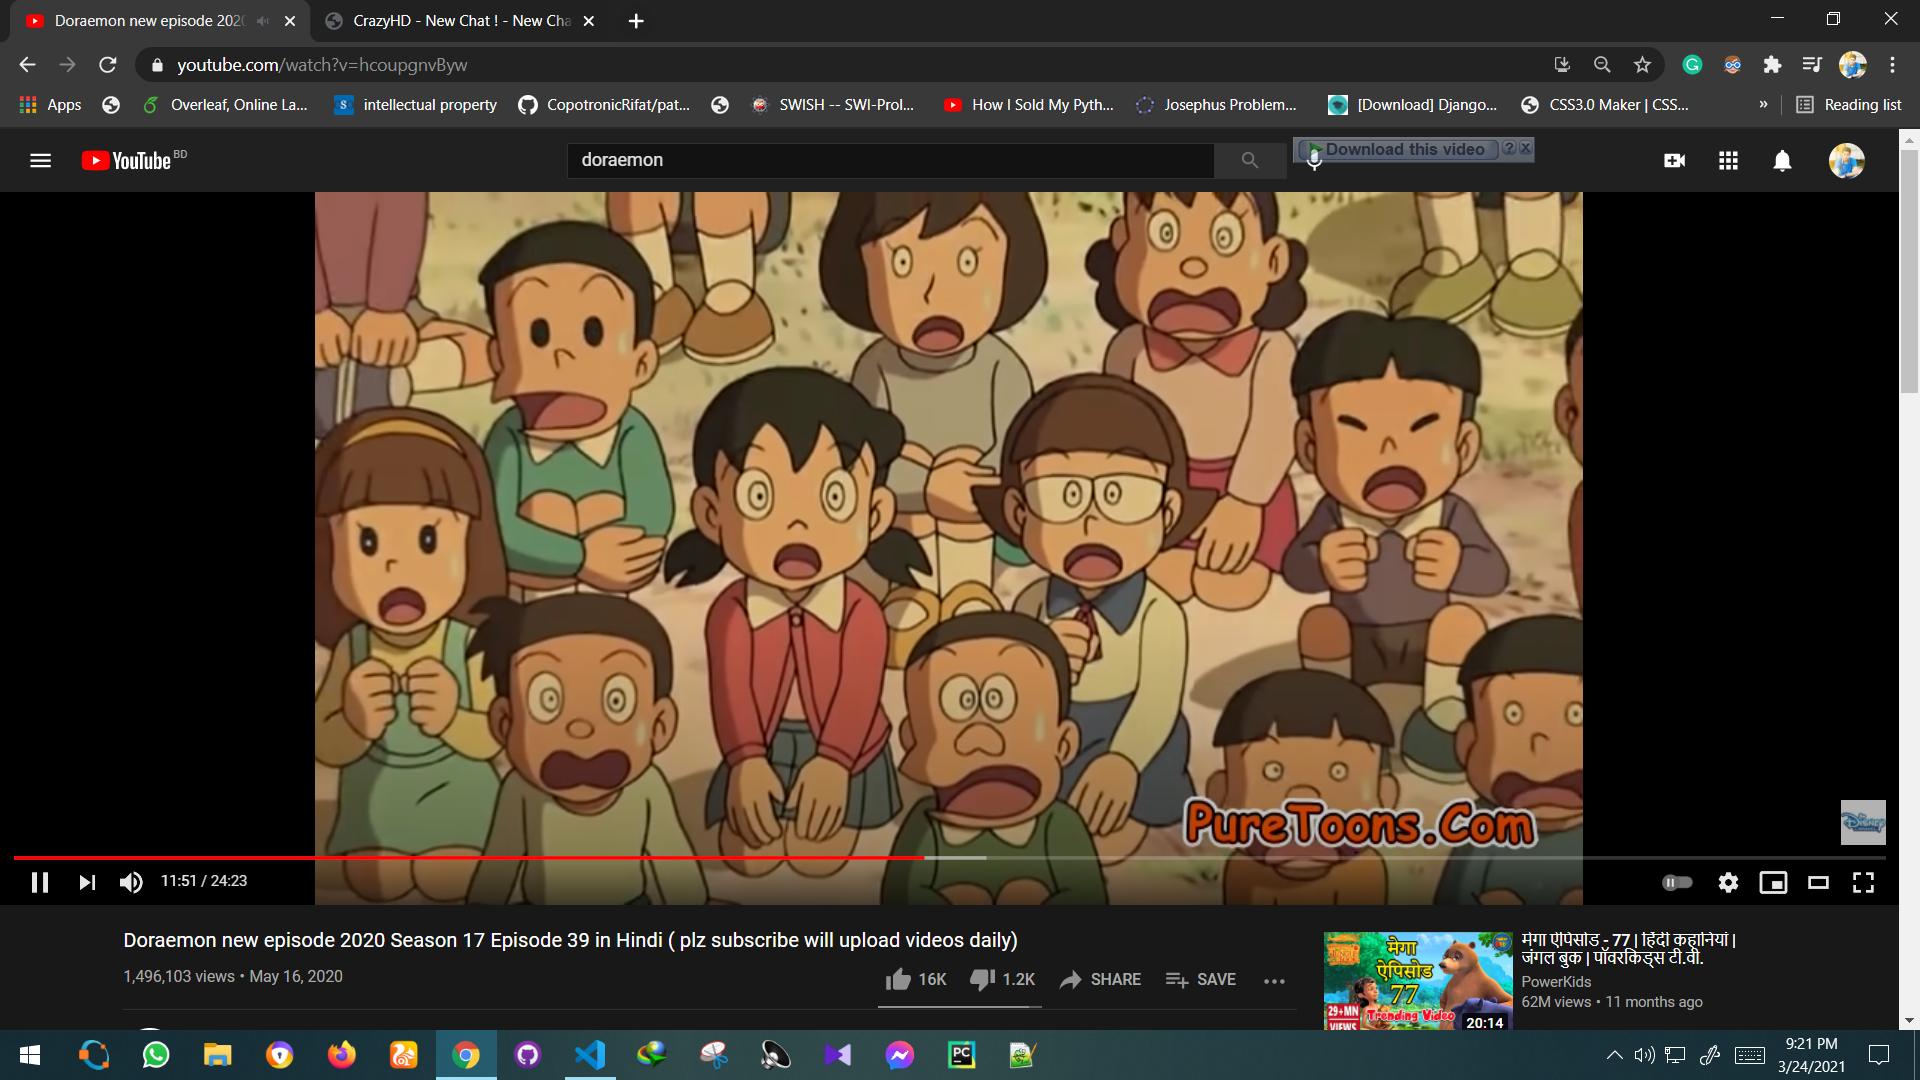 Doraemon new episode 202
CrazyHD - New Chat ! - New Cha
youtube.com/watch?v=hcoupgnvByw
Apps
Overleaf, Online La...
intellectual property
CopotronicRifat/pat...
SWISH -- SWI-Prol...
How I Sold My Pyth...
Josephus Problem...
[Download] Django...
CSS3.0 Maker | CSS...
»
Reading list
YouTube BD
doraemon
Download this video
PureToons.Com
Disney
11:51 / 24:23
Doraemon new episode 2020 Season 17 Episode 39 in Hindi ( plz subscribe will upload videos daily)
1,496,103 views • May 16, 2020
16K
1.2K
SHARE
SAVE
मेगा
ऐपिसोड
77
29+MN
VIEWS
Trending Video
20:14
मेगा ऐपिसोड - 77 | हिंदी कहानियां |
जंगल बुक | पॉवरकिड्स टी.वी.
PowerKids
62M views • 11 months ago
PC
9:21 PM
3/24/2021